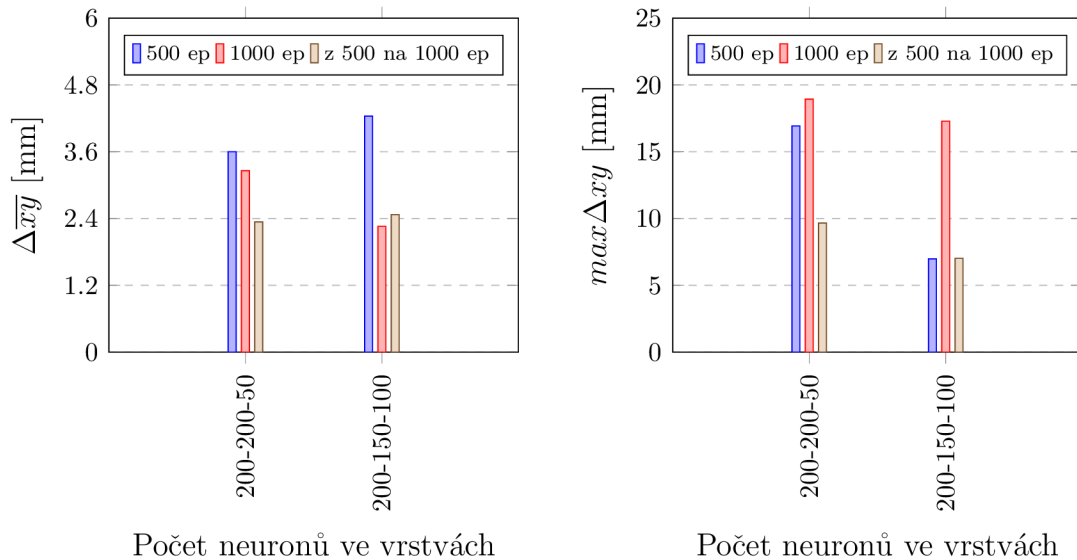 6
4.8
3.6
2.4
1.2
0
Δxy [mm]
500 ep 1000 ep z 500 na 1000 ep
200-200-50
200-150-100
Počet neuronů ve vrstvách
25
20
15
10
5
0
maxΔxy [mm]
500 ep 1000 ep z 500 na 1000 ep
200-200-50
200-150-100
Počet neuronů ve vrstvách